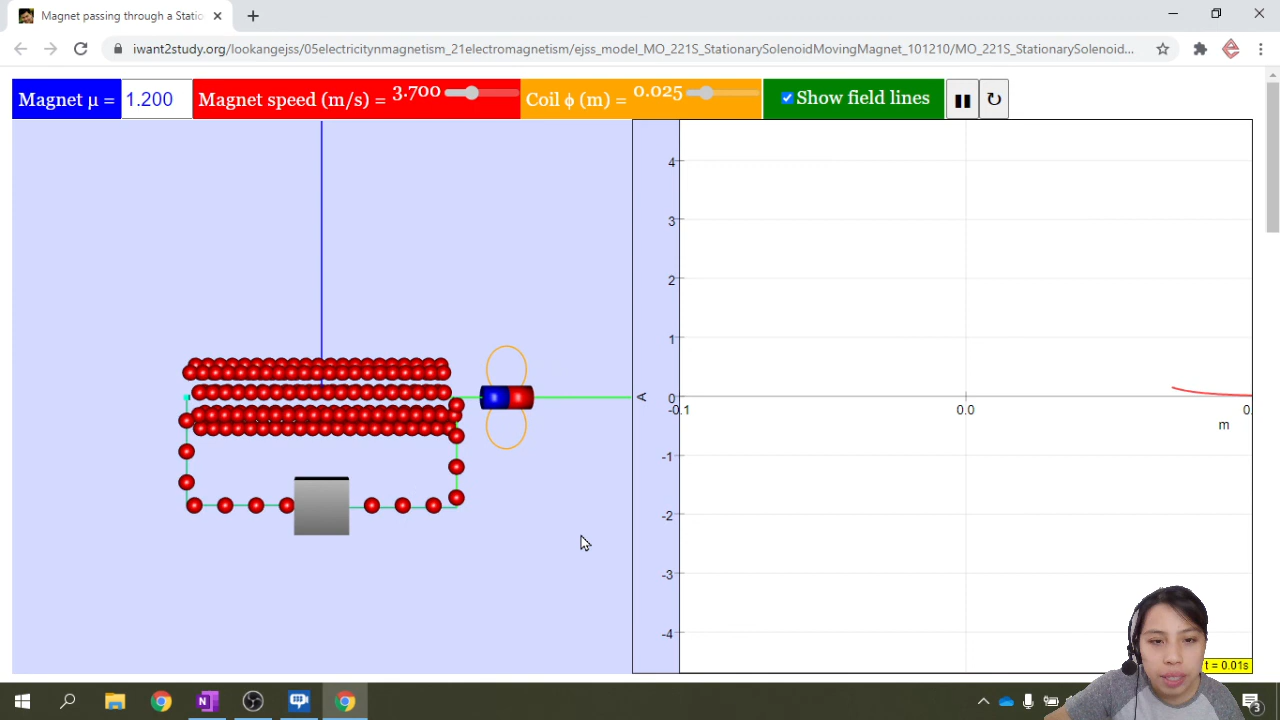 Magnet passing through a Static
iwant2study.org/lookangejss/05electricitynmagnetism_21electromagnetism/ejss_model_MO_221S_StationarySolenoidMovingMagnet_101210/MO_221S_StationarySolenoid...
Magnet μ = 1.200 Magnet speed (m/s) = 3.700 Coil ϕ (m) = 0.025 Show field lines
4
3
2
1
A 0
-0.1 0.0 0.
m
-1
-2
-3
-4
t = 0.01s
3